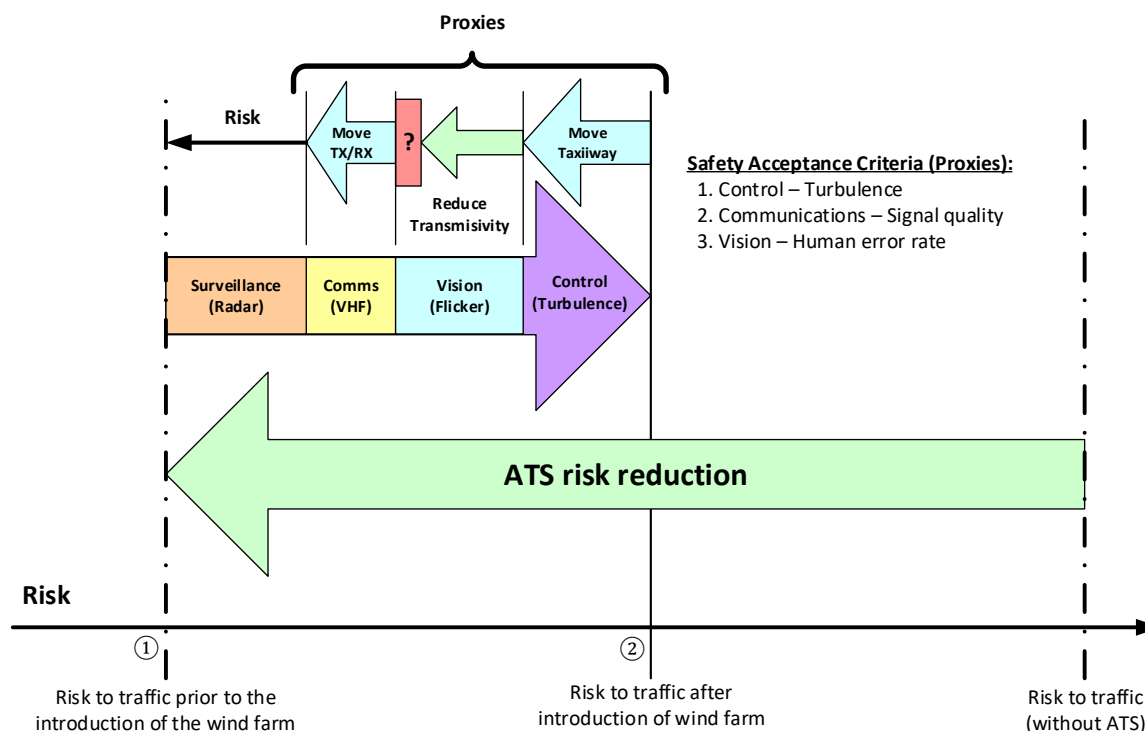 Proxies
Risk
Move
TX/RX
?
Move
Taxiiway
Reduce
Transmisivity
Safety Acceptance Criteria (Proxies):
1. Control – Turbulence
2. Communications – Signal quality
3. Vision – Human error rate
Surveillance
(Radar)
Comms
(VHF)
Vision
(Flicker)
Control
(Turbulence)
ATS risk reduction
Risk
①
②
Risk to traffic prior to the
introduction of the wind farm
Risk to traffic after
introduction of wind farm
Risk to traffic
(without ATS)